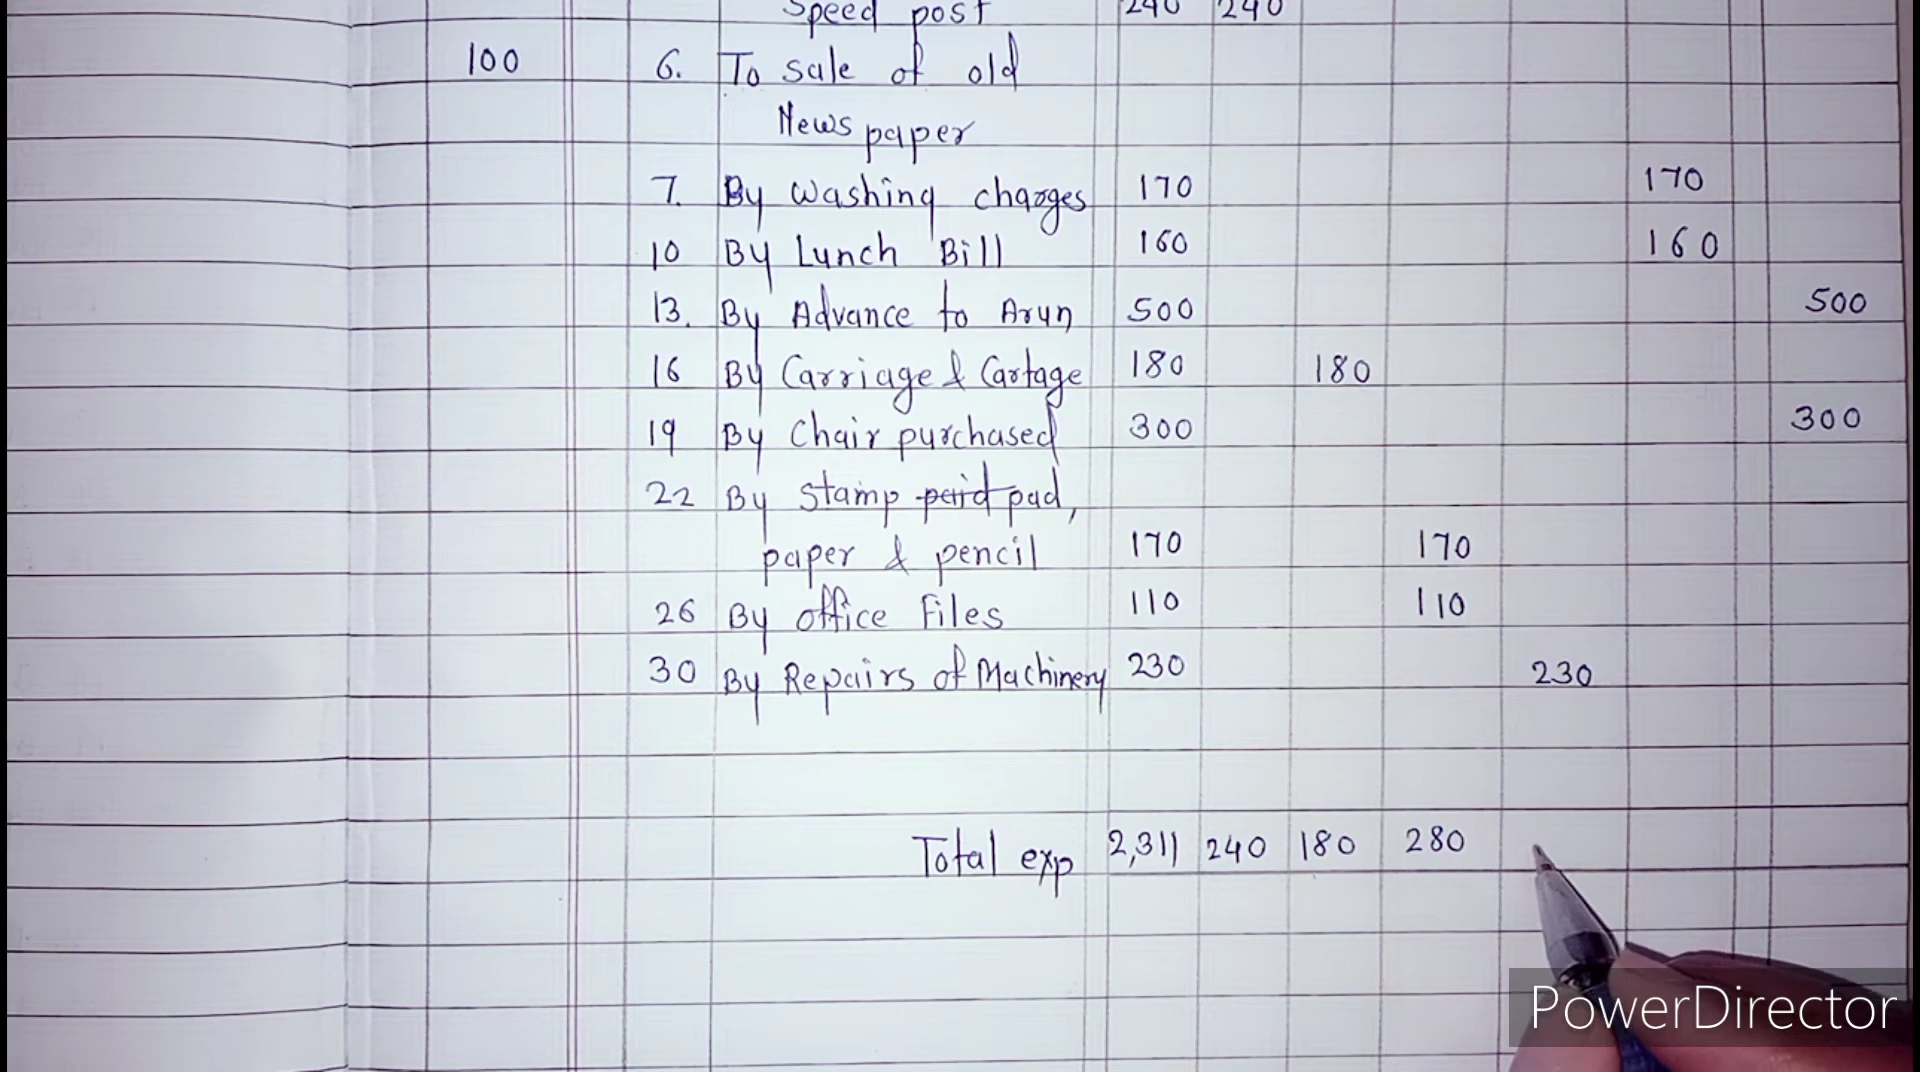 Speed post 240 240
100 6. To sale of old
News paper
7. By Washing charges 170 170
10 By Lunch Bill 160 160
13. By Advance to Arun 500 500
16 By Carriage & Cartage 180 180
19 By Chair purchased 300 300
22 By Stamp paid pad,
paper & pencil 170 170
26 By office Files 110 110
30 By Repairs of Machinery 230 230
Total exp 2,311 240 180 280
PowerDirector